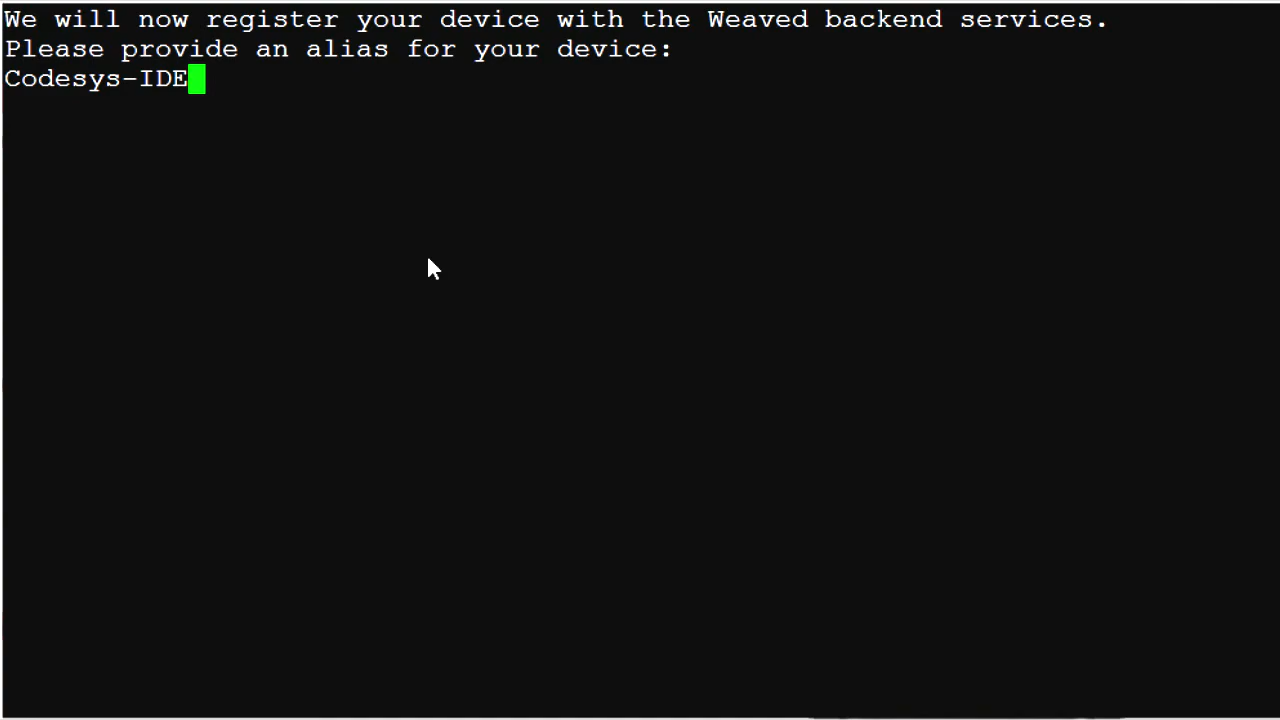 We will now register your device with the Weaved backend services.
Please provide an alias for your device:
Codesys-IDE